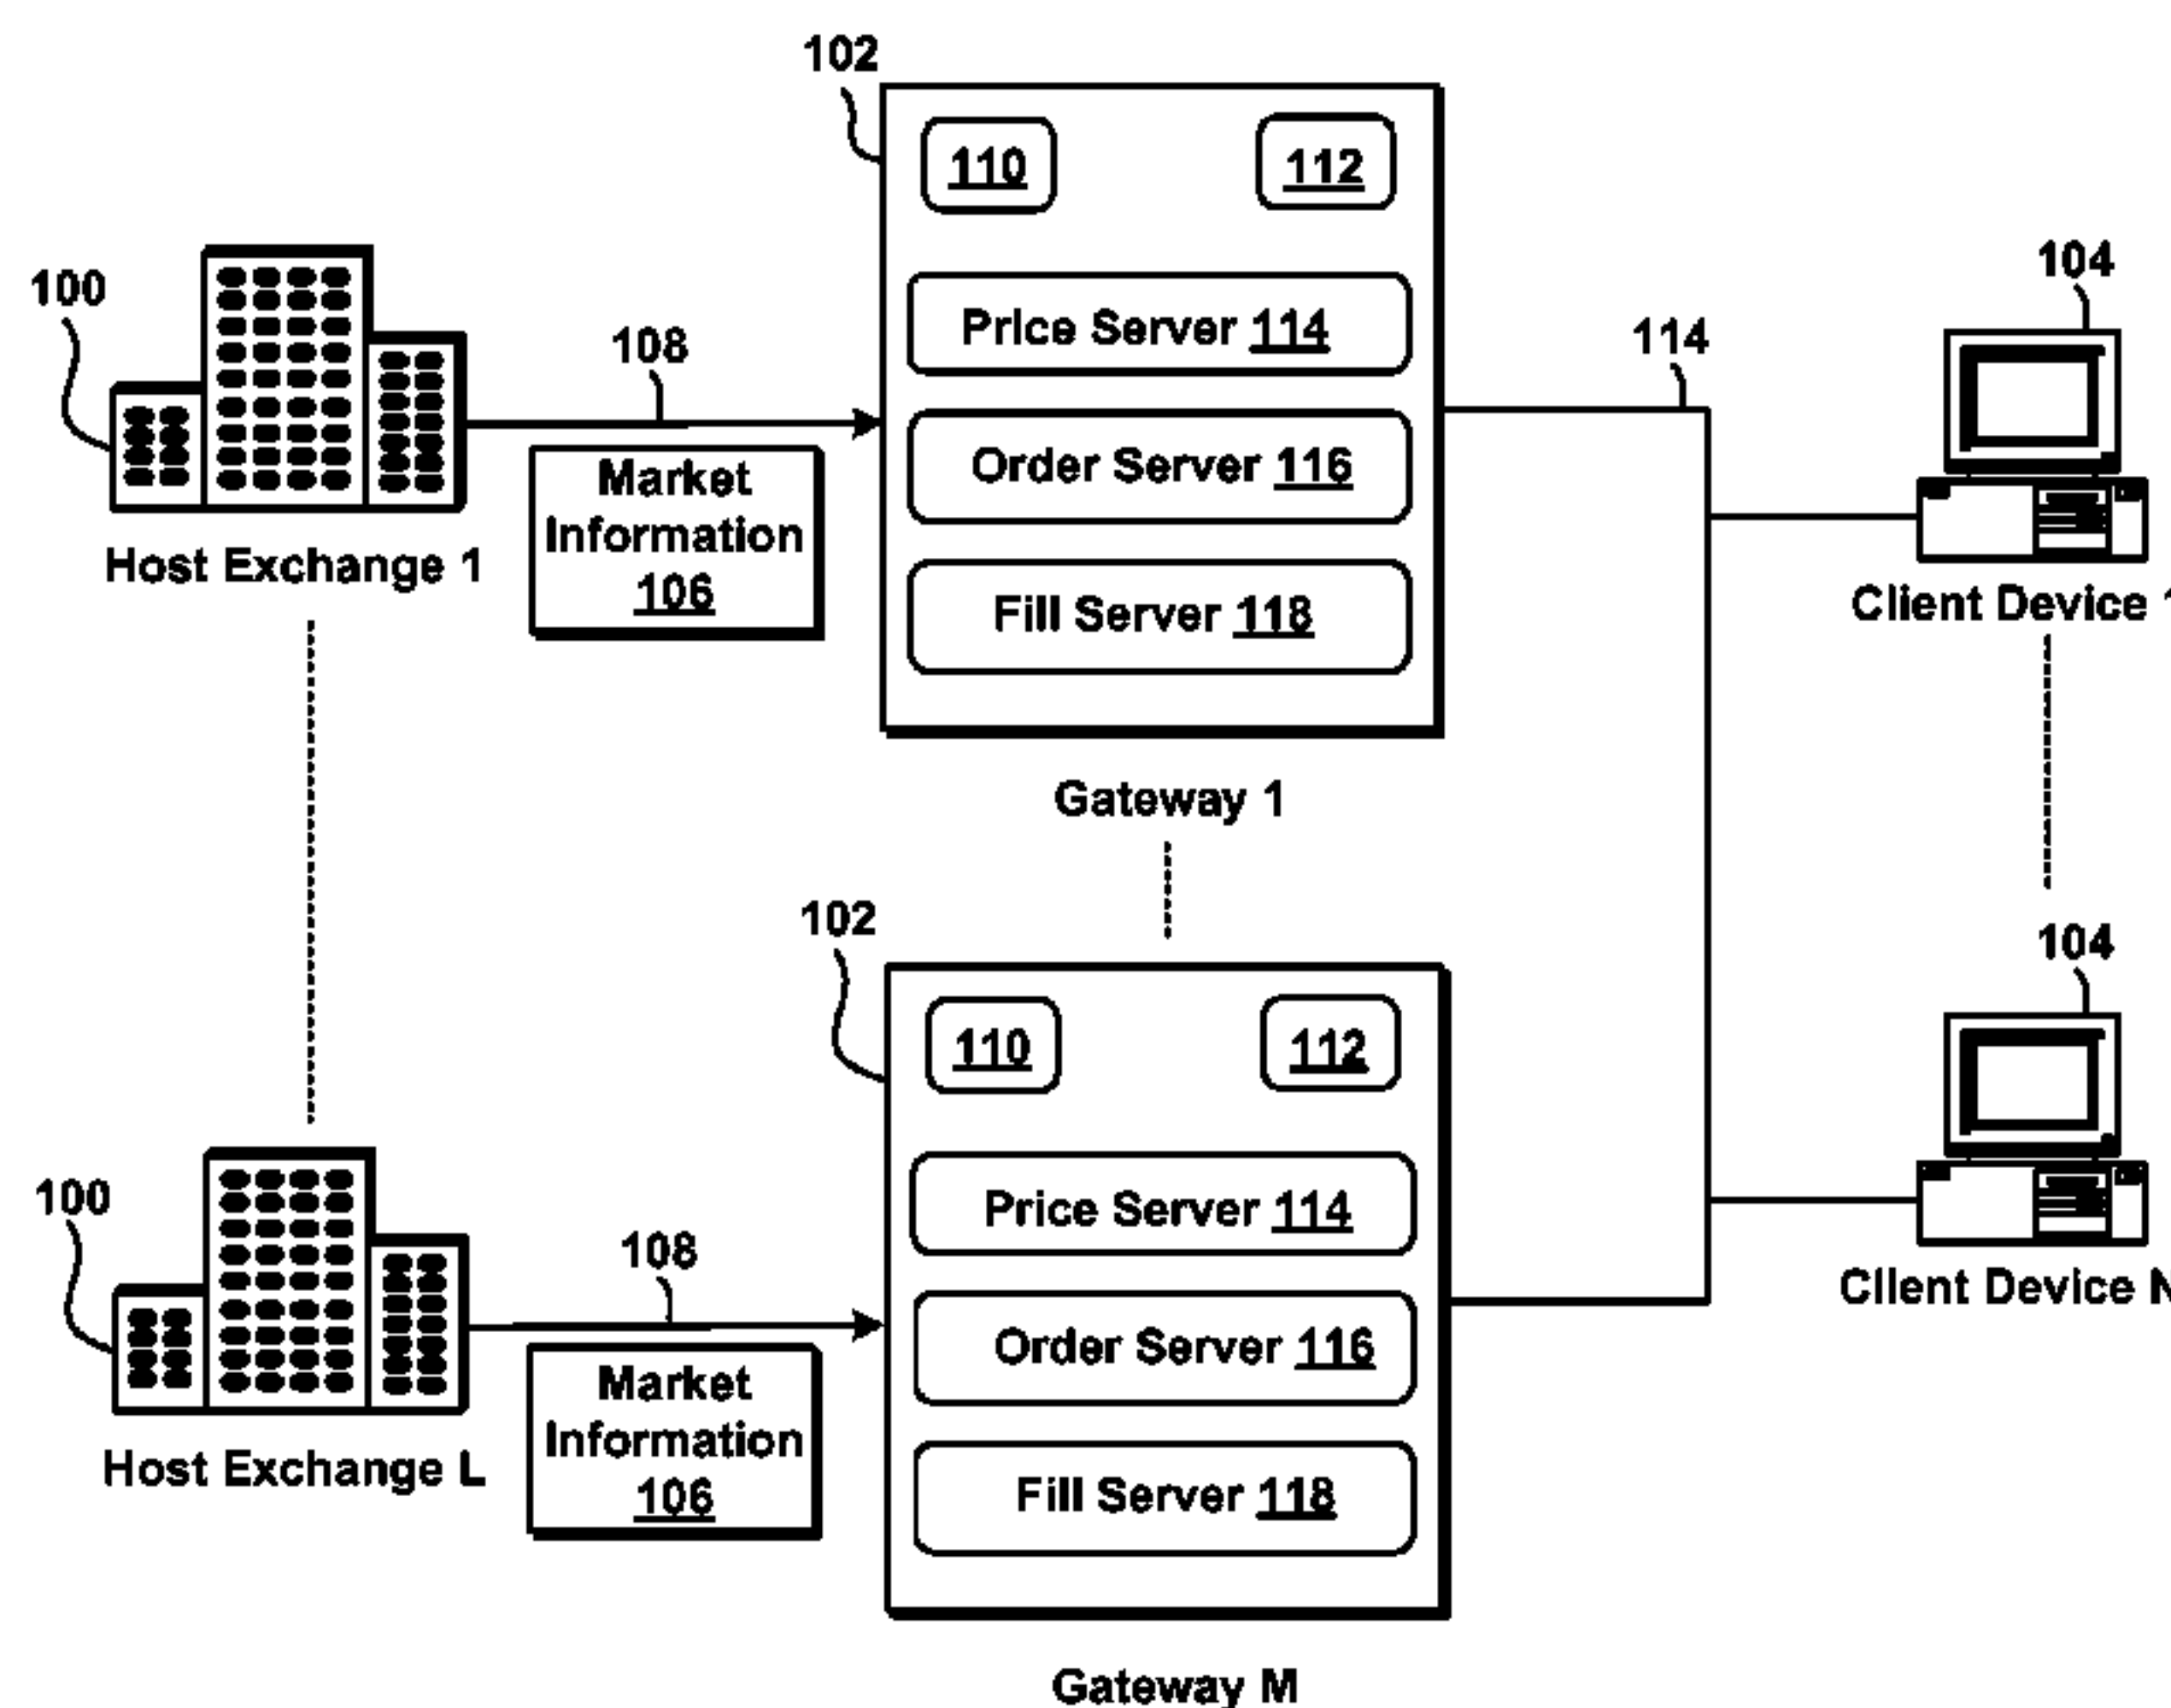 102
110
112
100
104
Price Server 114
108
114
Order Server 116
Market
Information
106
Host Exchange 1
Fill Server 118
Client Device 1
Gateway 1
102
104
110
112
100
Price Server 114
108
Client Device N
Order Server 116
Market
Information
106
Host Exchange L
Fill Server 118
Gateway M